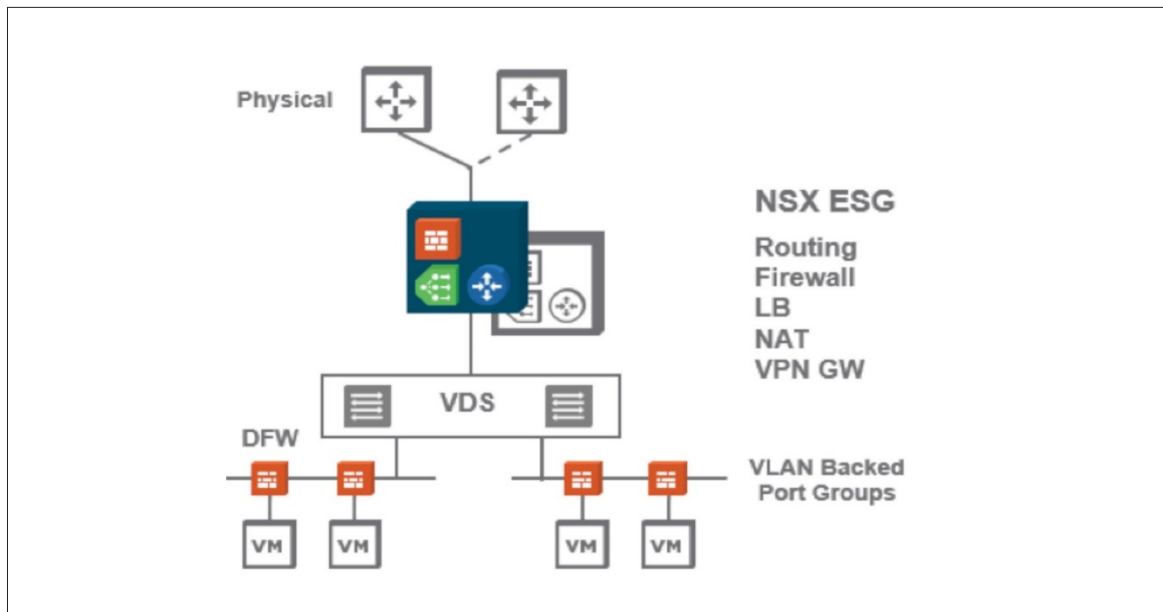 Physical
NSX ESG
Routing
Firewall
LB
NAT
VPN GW
VDS
DFW
VLAN Backed
Port Groups
VM
VM
VM
VM